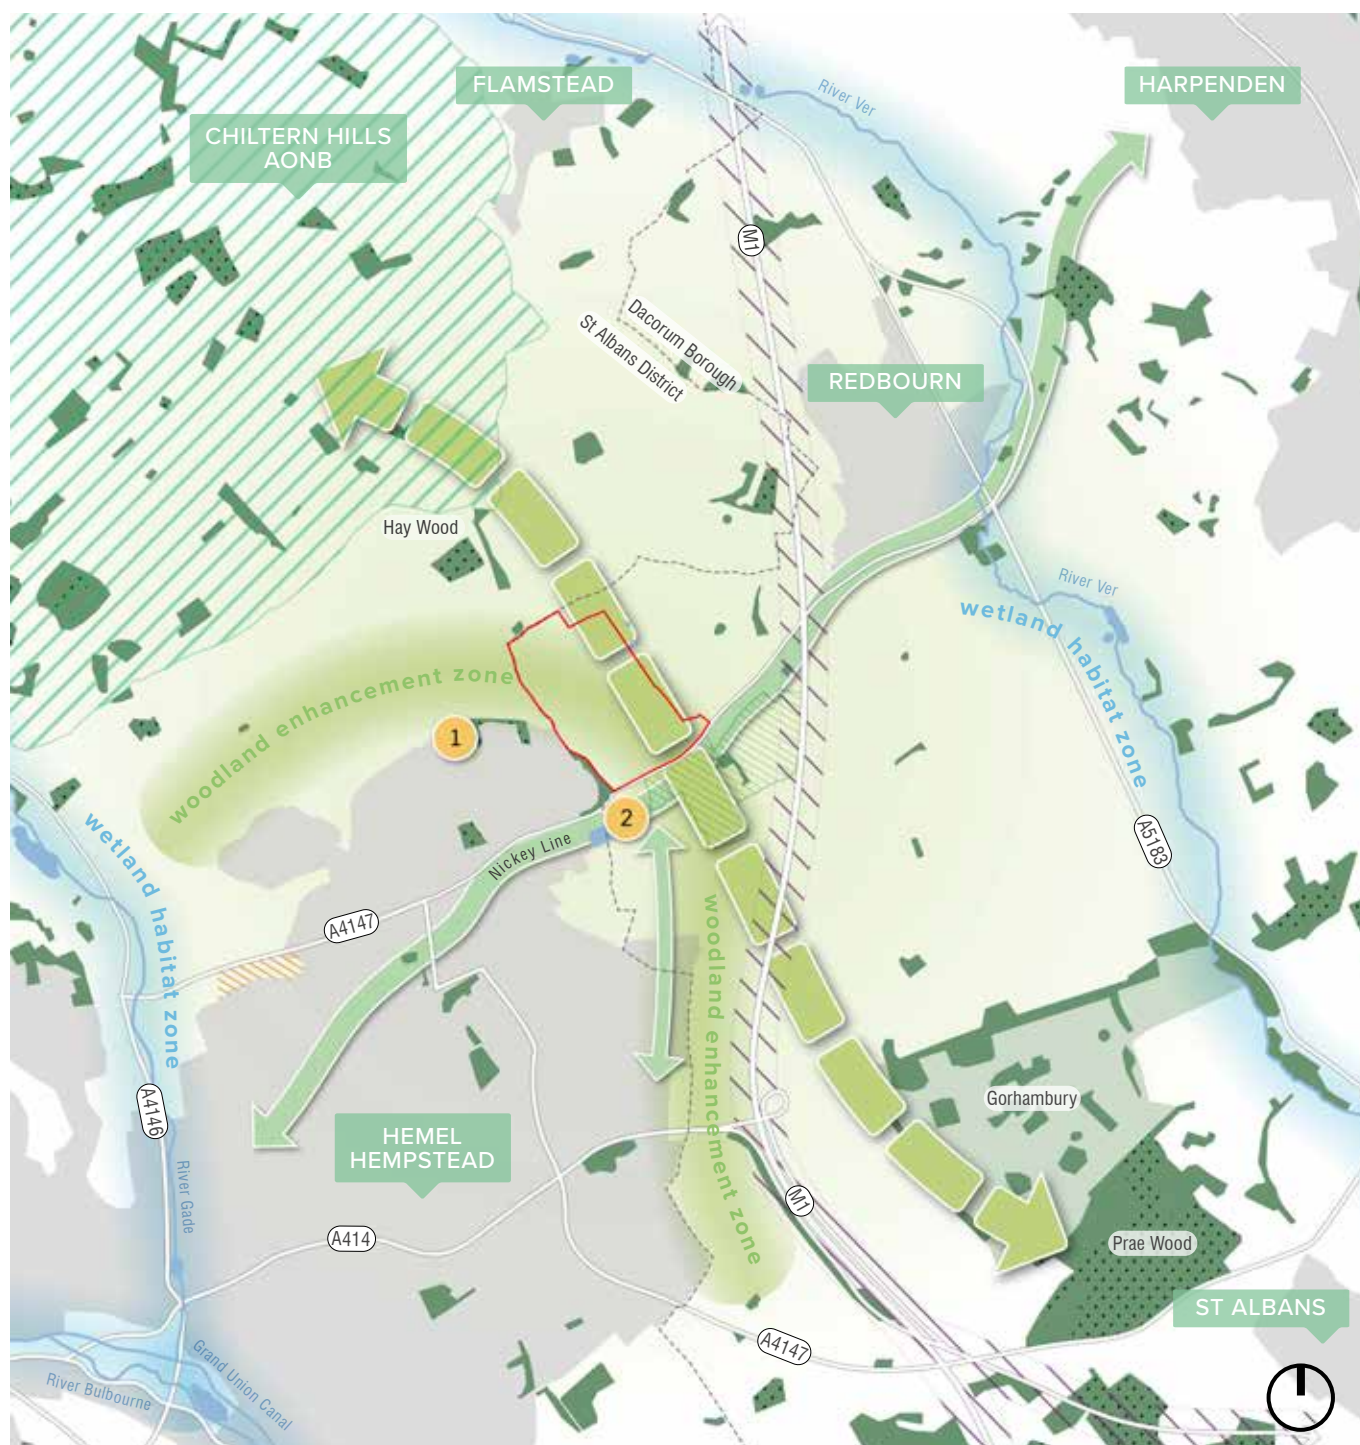 FLAMSTEAD
HARPENDEN
River Ver
CHILTERN HILLS
AONB
M1
Dacorum Borough
St Albans District
REDBOURN
Hay Wood
River Ver
wetland habitat zone
woodland enhancement zone
1
2
Nickey Line
wetland habitat zone
A4147
A5183
woodland enhancement zone
A4146
Gorhambury
HEMEL
HEMPSTEAD
River Gade
M1
A414
Prae Wood
ST ALBANS
A4147
Grand Union Canal
River Bulbourne